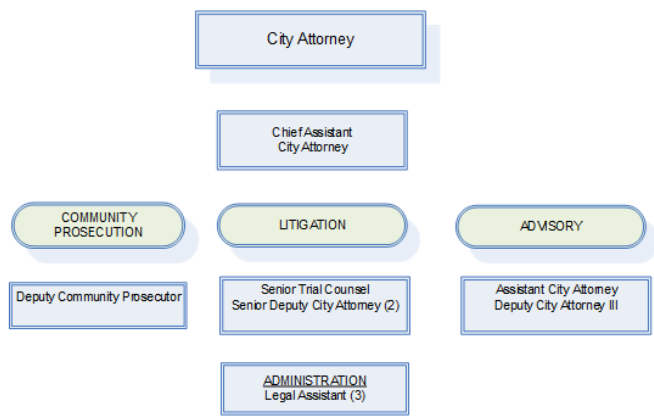 City Attorney
Chief Assistant
City Attorney
COMMUNITY
PROSECUTION
LITIGATION
ADVISORY
Deputy Community Prosecutor
Senior Trial Counsel
Senior Deputy City Attorney (2)
Assistant City Attorney
Deputy City Attorney III
ADMINISTRATION
Legal Assistant (3)